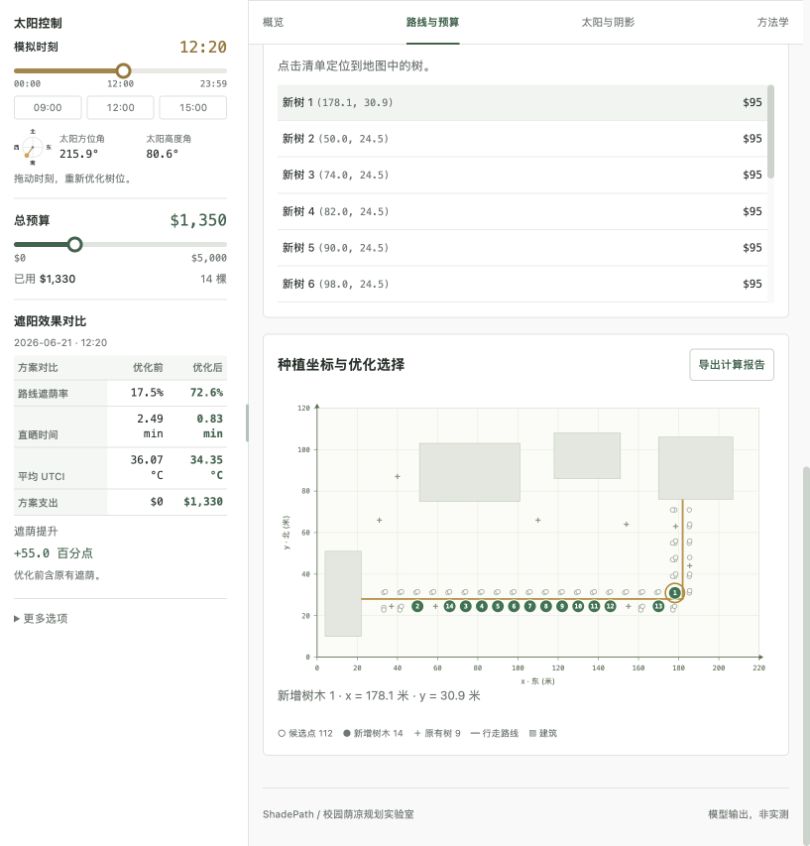 太阳控制
模拟时刻 12:20
00:00 12:00 23:59
09:00 12:00 15:00
北
西 东
南
太阳方位角 太阳高度角
215.9° 80.6°
拖动时刻，重新优化树位。
总预算 $1,350
$0 $5,000
已用 $1,330 14 棵
遮阳效果对比
2026-06-21 · 12:20
方案对比 优化前 优化后
路线遮荫率 17.5% 72.6%
直晒时间 2.49 min 0.83 min
平均 UTCI 36.07 °C 34.35 °C
方案支出 $0 $1,330
遮荫提升
+55.0 百分点
优化前含原有遮荫。
更多选项
概览 路线与预算 太阳与阴影 方法学
点击清单定位到地图中的树。
新树 1 (178.1, 30.9) $95
新树 2 (50.0, 24.5) $95
新树 3 (74.0, 24.5) $95
新树 4 (82.0, 24.5) $95
新树 5 (90.0, 24.5) $95
新树 6 (98.0, 24.5) $95
种植坐标与优化选择
导出计算报告
y · 北 (米)
120
100
80
60
40
20
0
1
2 14 3 4 5 6 7 8 9 10 11 12 13
0 20 40 60 80 100 120 140 160 180 200 220
x · 东 (米)
新增树木 1 · x = 178.1 米 · y = 30.9 米
候选点 112 新增树木 14 原有树 9 行走路线 建筑
ShadePath / 校园荫凉规划实验室 模型输出，非实测